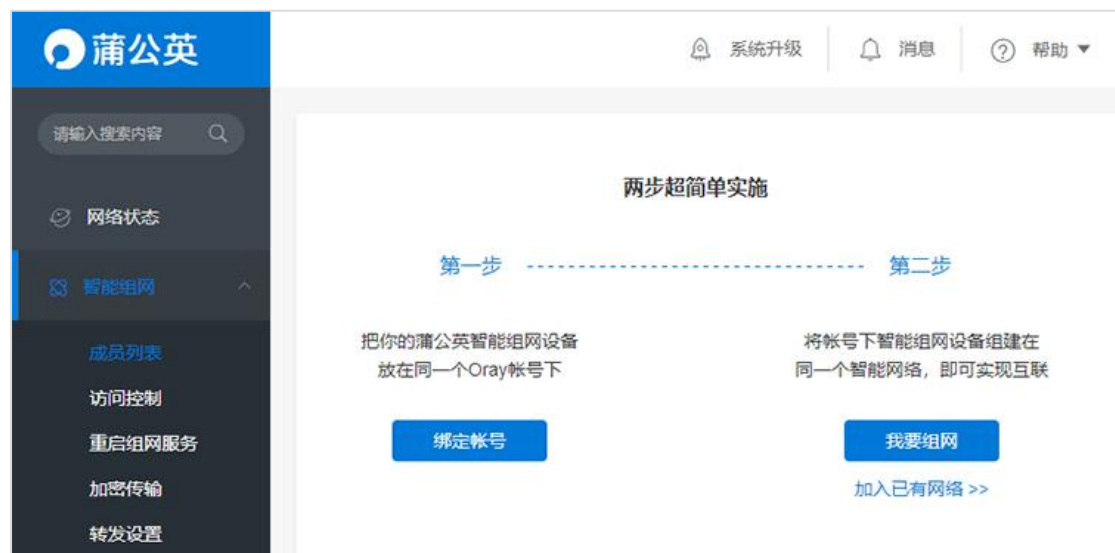 蒲公英
系统升级
消息
帮助
请输入搜索内容
网络状态
智能组网
成员列表
访问控制
重启组网服务
加密传输
转发设置
两步超简单实施
第一步
第二步
把你的蒲公英智能组网设备
放在同一个Oray帐号下
绑定帐号
将帐号下智能组网设备组建在
同一个智能网络，即可实现互联
我要组网
加入已有网络 >>